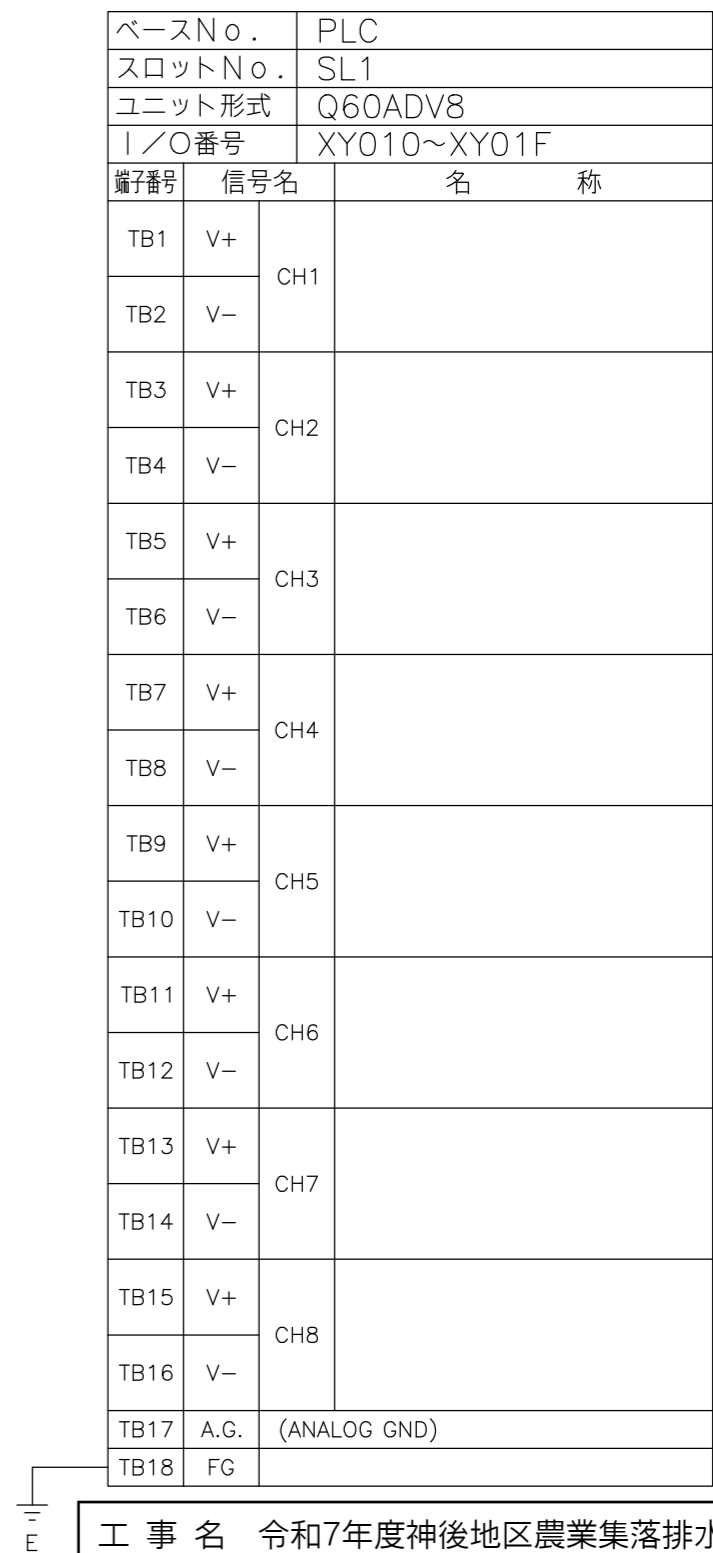 ベースNo. PLC
スロットNo. SL1
ユニット形式 Q60ADV8
I/O番号 XY010~XY01F
端子番号 信号名 名 称
TB1 V+
CH1
TB2 V-
TB3 V+
CH2
TB4 V-
TB5 V+
CH3
TB6 V-
TB7 V+
CH4
TB8 V-
TB9 V+
CH5
TB10 V-
TB11 V+
CH6
TB12 V-
TB13 V+
CH7
TB14 V-
TB15 V+
CH8
TB16 V-
TB17 A.G. (ANALOG GND)
TB18 FG
E
工 事 名 令和7年度神後地区農業集落排水